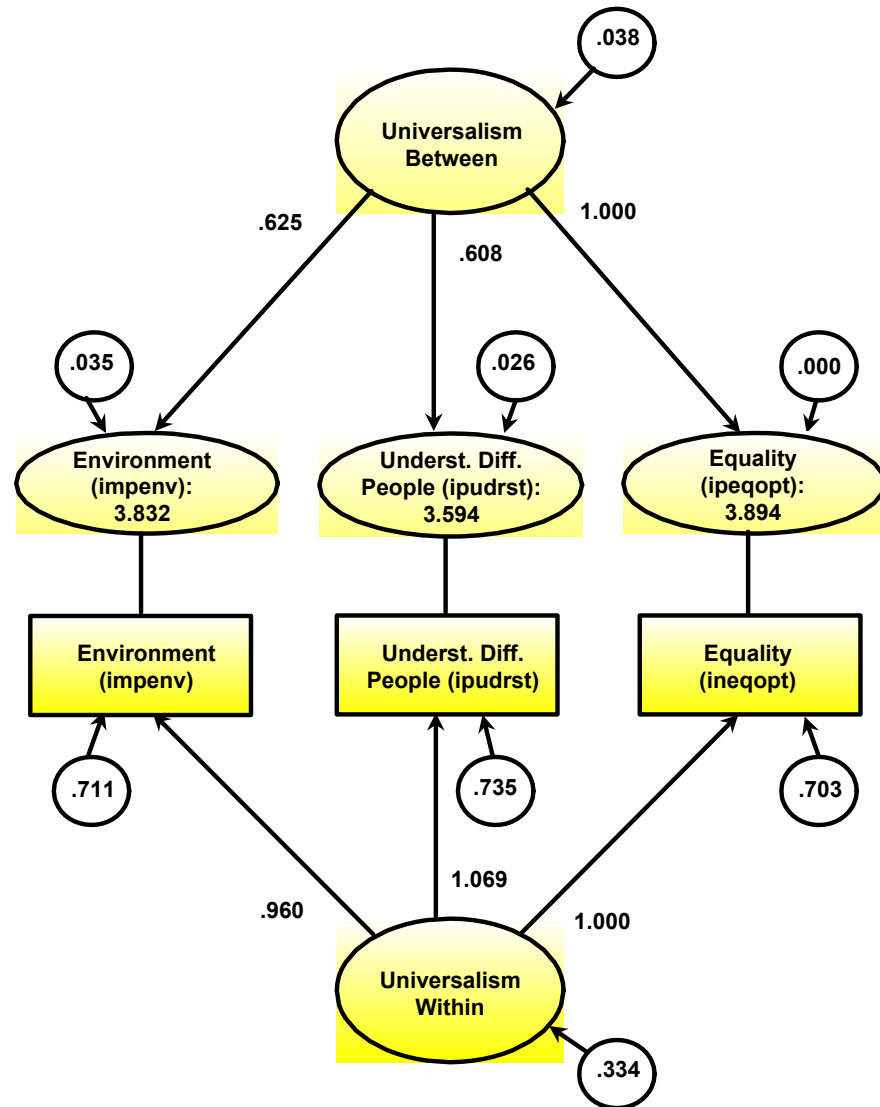 .038
Universalism
Between
.625
.608
1.000
.035
.026
.000
Environment
(impenv):
3.832
Underst. Diff.
People (ipudrst):
3.594
Equality
(ipeqopt):
3.894
Environment
(impenv)
Underst. Diff.
People (ipudrst)
Equality
(ineqopt)
.711
.735
.703
.960
1.069
1.000
Universalism
Within
.334